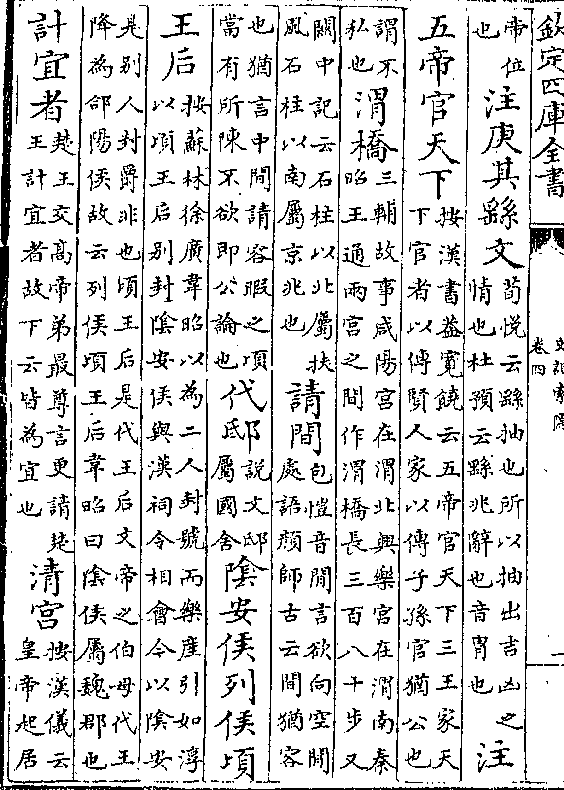 欽定四庫全書
史記索隱
卷四
一
帝位
也
注庚其繇文
荀悅云繇抽也所以抽出吉凶之
情也杜預云繇兆辭也音胄也
注
五帝官天下
按漢書蓋寛饒云五帝官天下三王家天
下官者以傳賢人家以傳子孫官猶公也
謂不
私也
渭橋
三輔故事咸陽宮在渭北興樂宮在渭南秦
昭王通兩宮之間作渭橋長三百八十步又
關中記云石柱以北屬扶
風石柱以南屬京兆也
請間
包愷音閒言欲向空閒
處語顔師古云間猶容
也猶言中間請容暇之頃
當有所陳不欲即公論也
代邸
說文邸
屬國舍
陰安侯列侯頃
王后
按蘇林徐廣韋昭以為二人封號而樂產引如淳
以頃王后別封陰安侯與漢祠令相會今以陰安
是別人封爵非也頃王后是代王后文帝之伯母代王
降為郃陽侯故云列侯頃王后韋昭曰陰侯屬魏郡也
計宜者
楚王交髙帝弟最尊言更請楚
王計宜者故下云皆為宜也
清宮
按漢儀云
皇帝起居